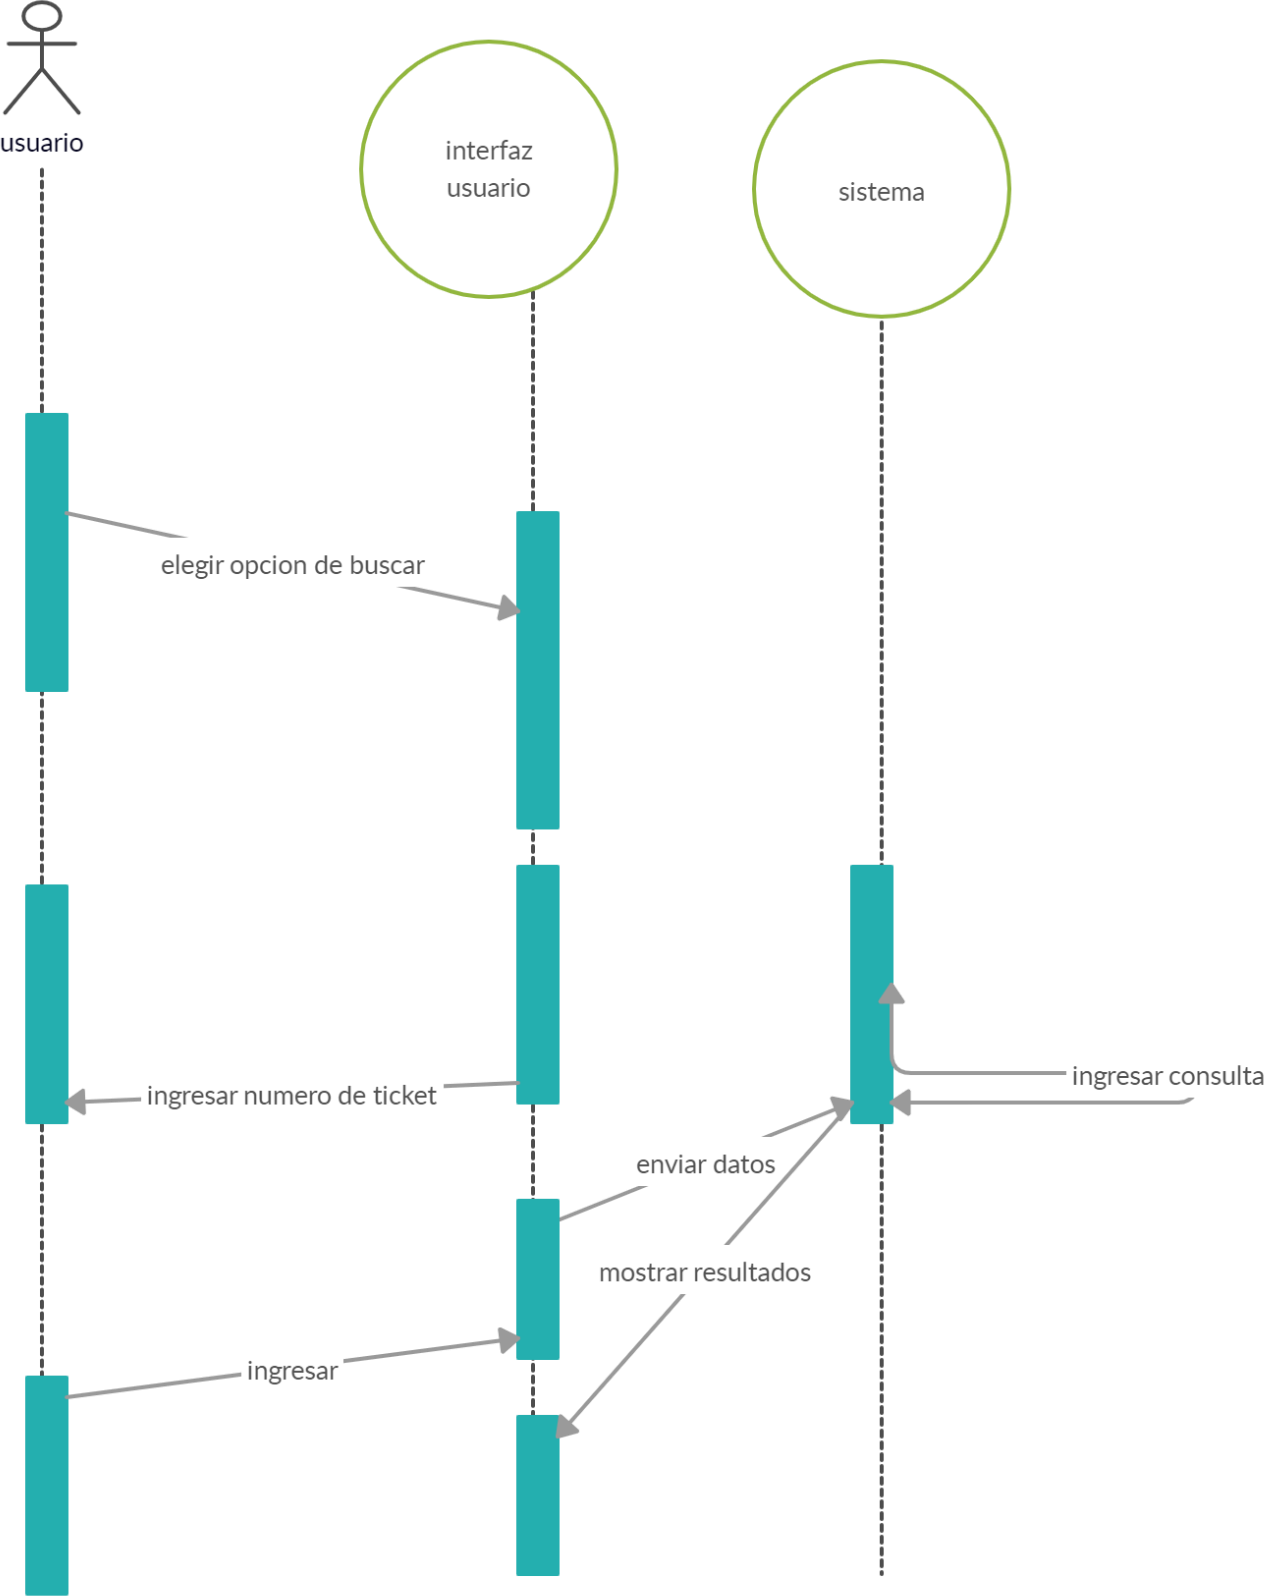 usuario
interfaz
usuario
sistema
elegir opcion de buscar
ingresar consulta
ingresar numero de ticket
enviar datos
mostrar resultados
ingresar